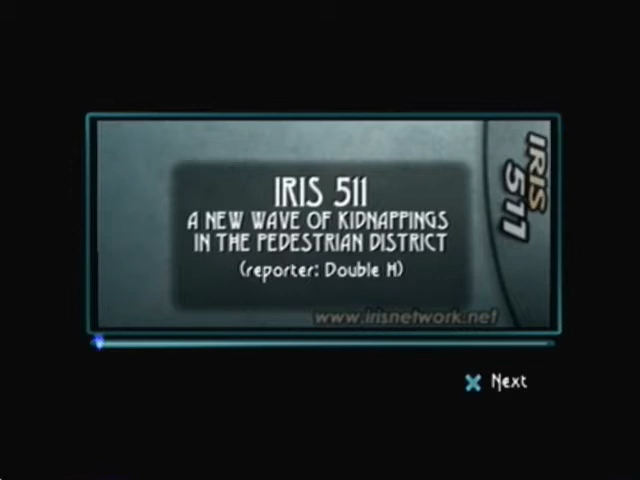 IRIS 511
A NEW WAVE OF KIDNAPPINGS
IN THE PEDESTRIAN DISTRICT
(reporter: Double H)
IRIS
511
www.irisnetwork.net
Next